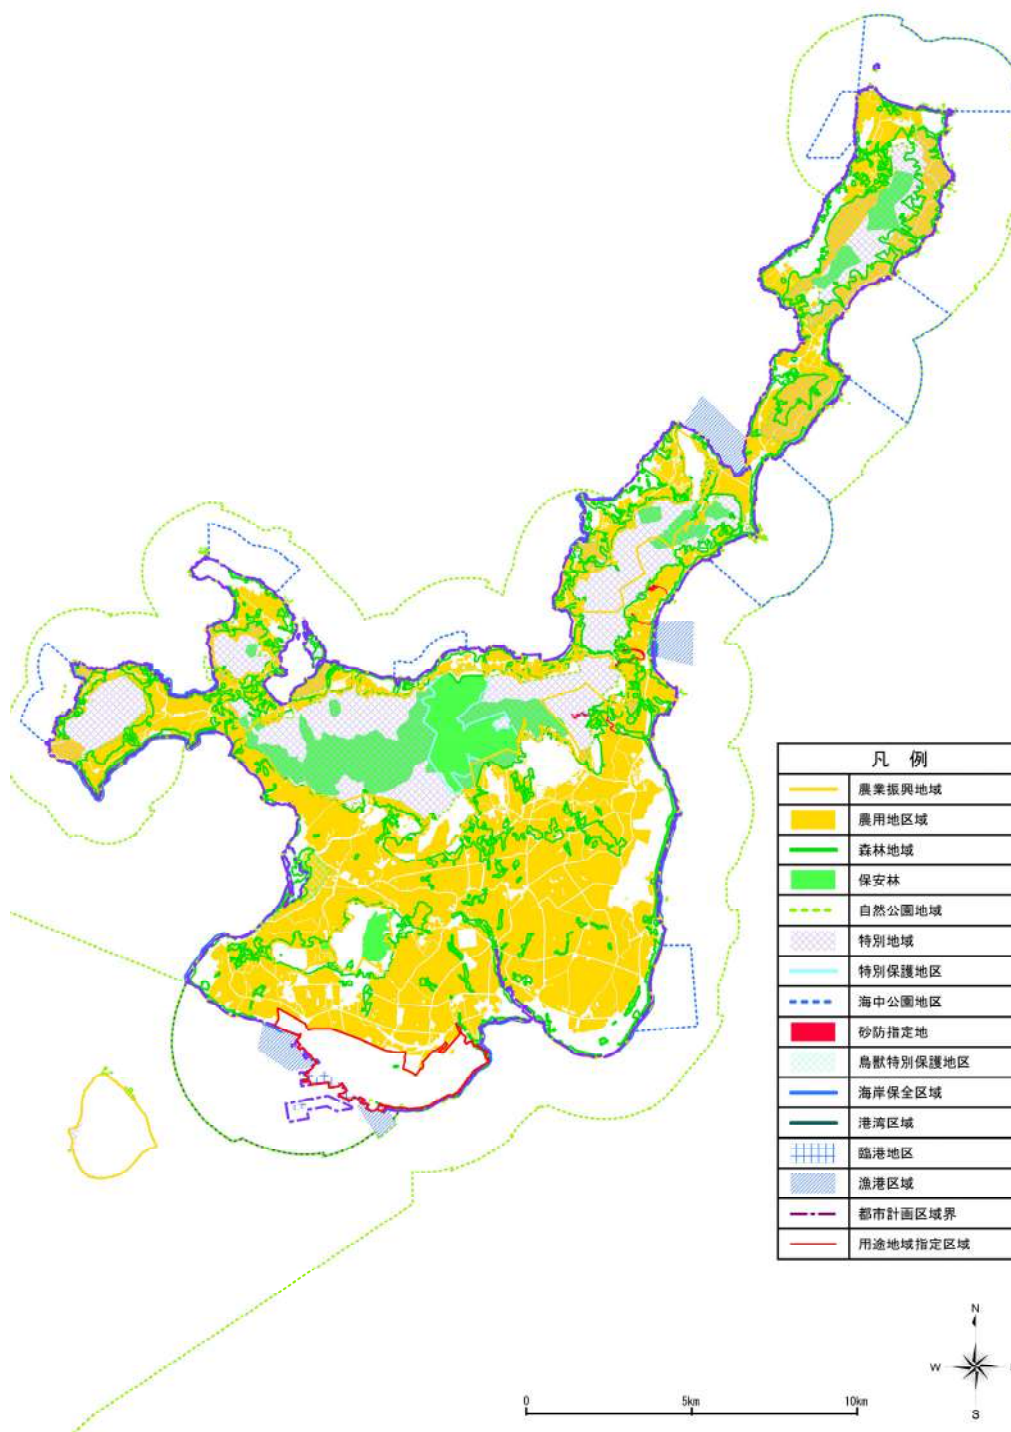 凡 例
農業振興地域
農用地区域
森林地域
保安林
自然公園地域
特別地域
特別保護地区
海中公園地区
砂防指定地
鳥獣特別保護地区
海岸保全区域
港湾区域
臨港地区
漁港区域
都市計画区域界
用途地域指定区域
N
W
S
0 5km 10km